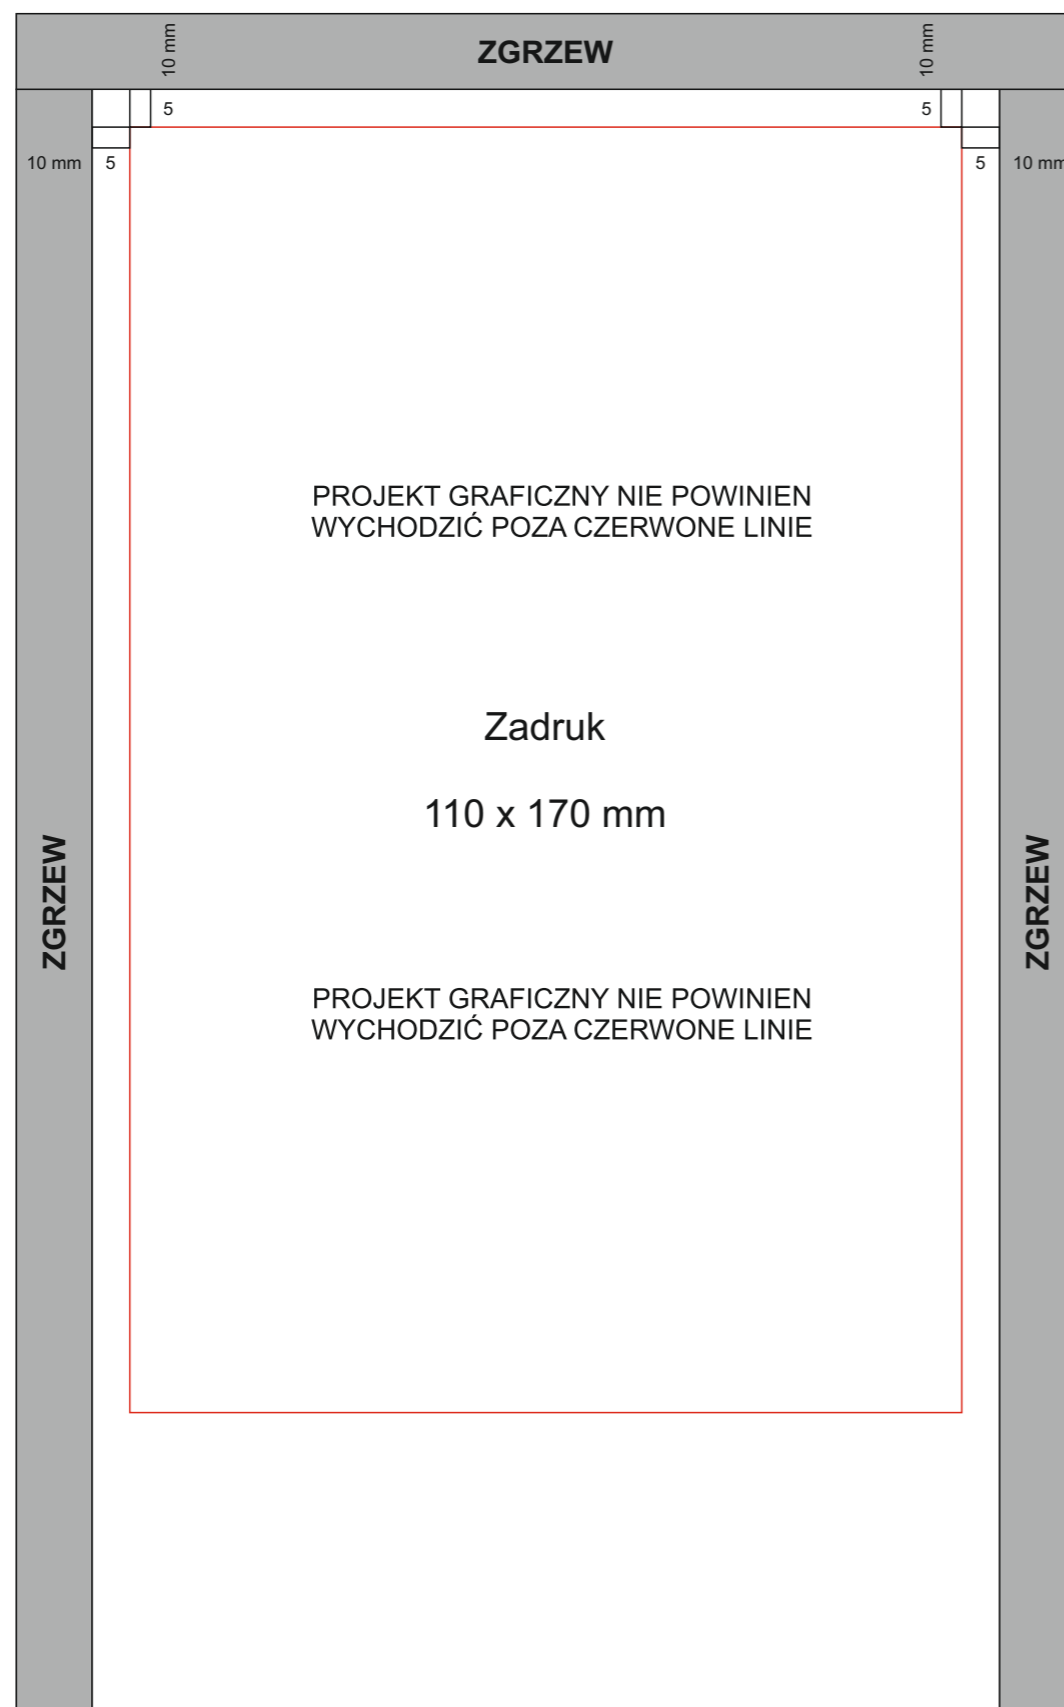 10 mm
ZGRZEW
10 mm
5
5
10 mm
5
5
10 mm
PROJEKT GRAFICZNY NIE POWINIEN
WYCHODZIĆ POZA CZERWONE LINIE
Zadruk
110 x 170 mm
ZGRZEW
ZGRZEW
PROJEKT GRAFICZNY NIE POWINIEN
WYCHODZIĆ POZA CZERWONE LINIE